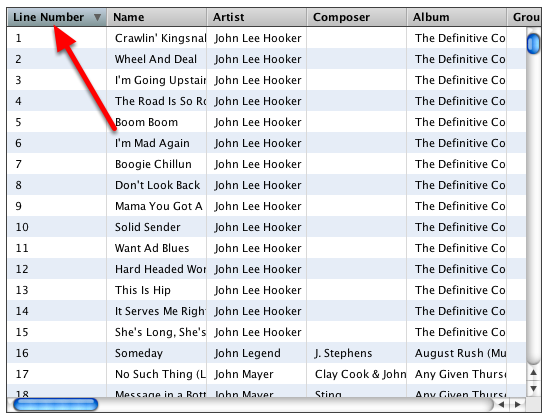 Line Number Name Artist Composer Album Grou
1 Crawlin' Kingsnal John Lee Hooker The Definitive Co
2 Wheel And Deal John Lee Hooker The Definitive Co
3 I'm Going Upstair John Lee Hooker The Definitive Co
4 The Road Is So Ro John Lee Hooker The Definitive Co
5 Boom Boom John Lee Hooker The Definitive Co
6 I'm Mad Again John Lee Hooker The Definitive Co
7 Boogie Chillun John Lee Hooker The Definitive Co
8 Don't Look Back John Lee Hooker The Definitive Co
9 Mama You Got A John Lee Hooker The Definitive Co
10 Solid Sender John Lee Hooker The Definitive Co
11 Want Ad Blues John Lee Hooker The Definitive Co
12 Hard Headed Wor John Lee Hooker The Definitive Co
13 This Is Hip John Lee Hooker The Definitive Co
14 It Serves Me Righ John Lee Hooker The Definitive Co
15 She's Long, She's John Lee Hooker The Definitive Co
16 Someday John Legend J. Stephens August Rush (Mu
17 No Such Thing (L John Mayer Clay Cook & John Any Given Thurs
18 Message in a Bott John Mayer Sting Any Given Thurs